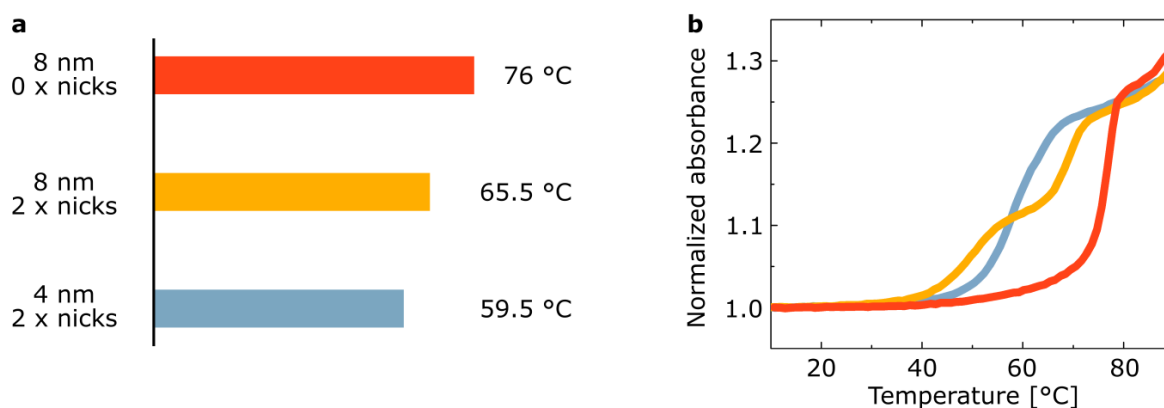 a
8 nm
0 x nicks
76 °C
8 nm
2 x nicks
65.5 °C
4 nm
2 x nicks
59.5 °C
b
Normalized absorbance
1.3
1.2
1.1
1.0
20 40 60 80
Temperature [°C]